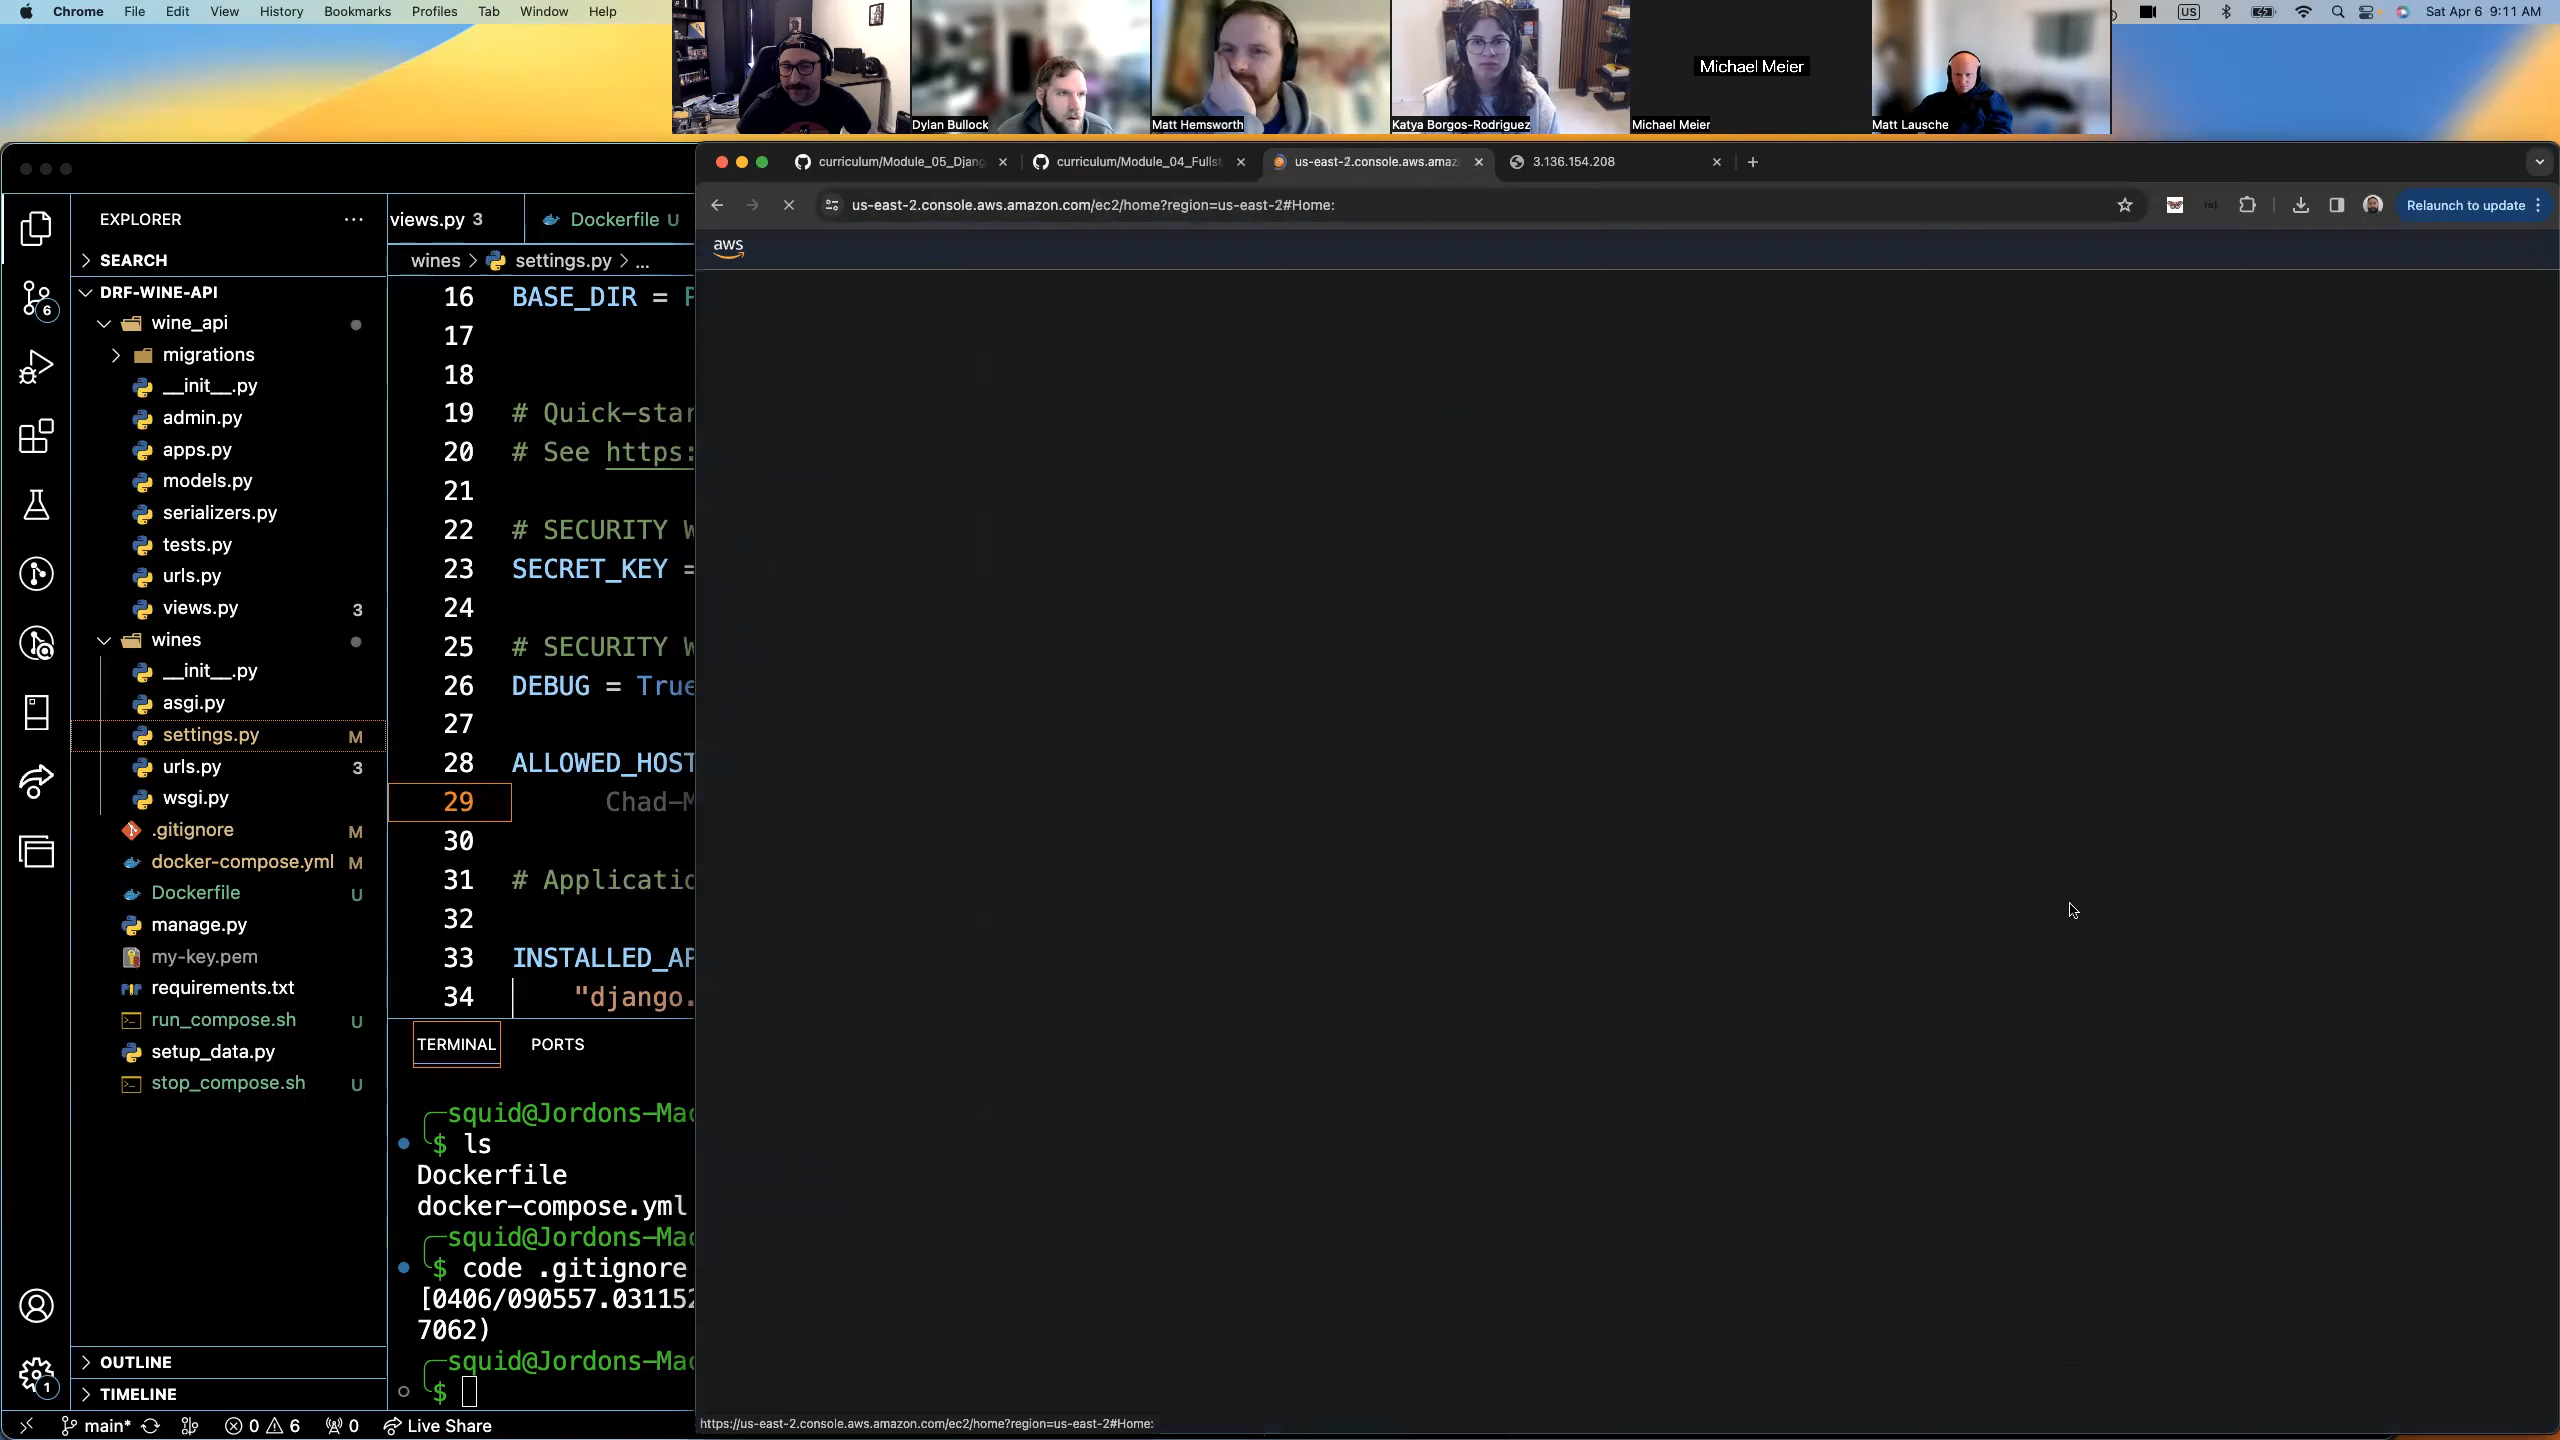 Chrome File Edit View History Bookmarks Profiles Tab Window Help
US
Sat Apr 6 9:11 AM
Dylan Bullock
Matt Hemsworth
Katya Borgos-Rodriguez
Michael Meier
Michael Meier
Matt Lausche
curriculum/Module_05_Djang
curriculum/Module_04_Fullst
us-east-2.console.aws.amaz
3.136.154.208
us-east-2.console.aws.amazon.com/ec2/home?region=us-east-2#Home:
Relaunch to update
aws
EXPLORER
SEARCH
DRF-WINE-API
wine_api
migrations
__init__.py
admin.py
apps.py
models.py
serializers.py
tests.py
urls.py
views.py 3
wines
__init__.py
asgi.py
settings.py M
urls.py 3
wsgi.py
.gitignore M
docker-compose.yml M
Dockerfile U
manage.py
my-key.pem
requirements.txt
run_compose.sh U
setup_data.py
stop_compose.sh U
OUTLINE
TIMELINE
6
1
views.py 3
Dockerfile U
wines > settings.py > ...
16 BASE_DIR = P
17
18
19 # Quick-star
20 # See https:
21
22 # SECURITY W
23 SECRET_KEY =
24
25 # SECURITY W
26 DEBUG = True
27
28 ALLOWED_HOST
29 Chad-M
30
31 # Applicatio
32
33 INSTALLED_AP
34 "django.
TERMINAL PORTS
squid@Jordons-Mac
$ ls
Dockerfile
docker-compose.yml
squid@Jordons-Mac
$ code .gitignore
[0406/090557.031152
7062)
squid@Jordons-Mac
$
https://us-east-2.console.aws.amazon.com/ec2/home?region=us-east-2#Home:
main* 0 6 0 Live Share